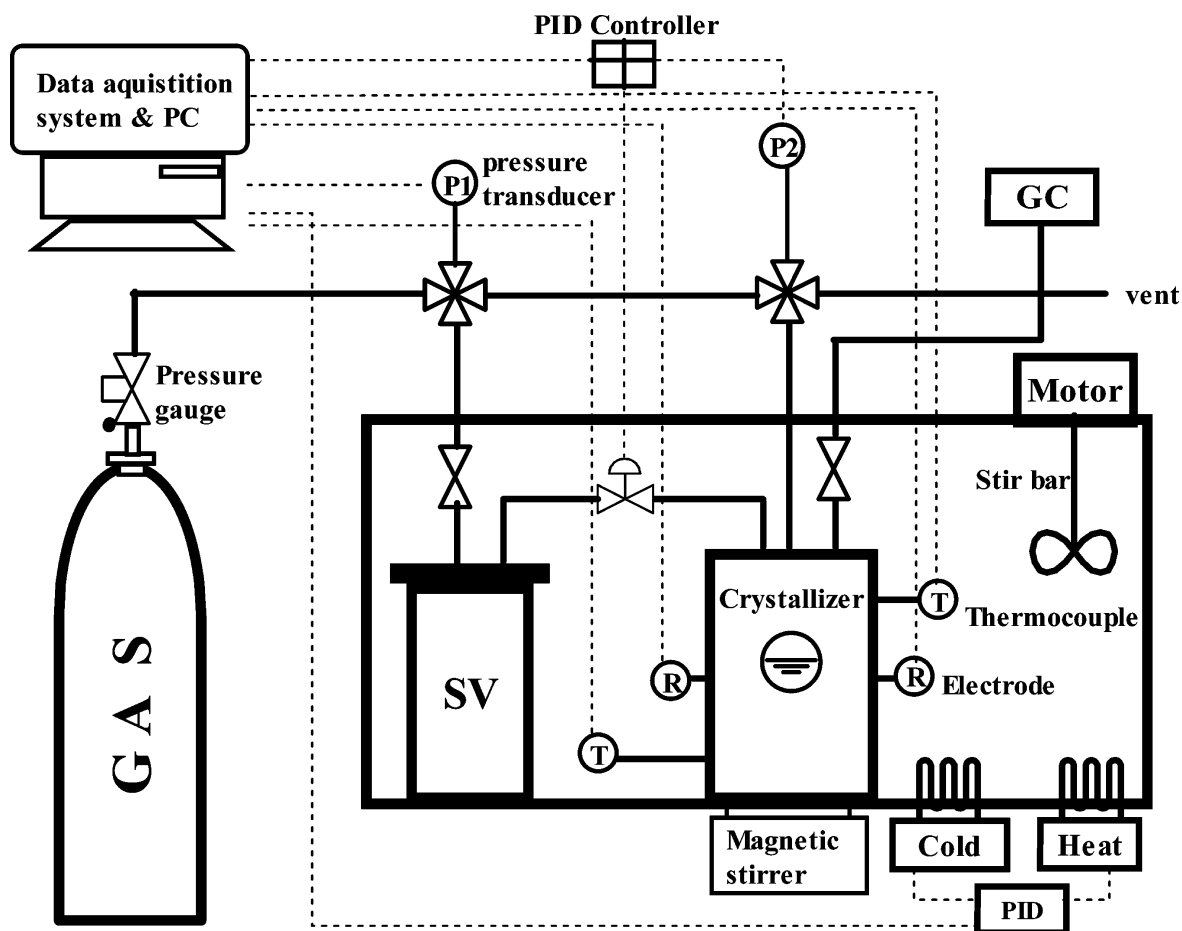 PID Controller
Data aquistition
system & PC
P2
P1
pressure
transducer
GC
vent
Pressure
gauge
Motor
Stir bar
Crystallizer
T
Thermocouple
R
R
Electrode
SV
T
GAS
Magnetic
stirrer
Cold
Heat
PID